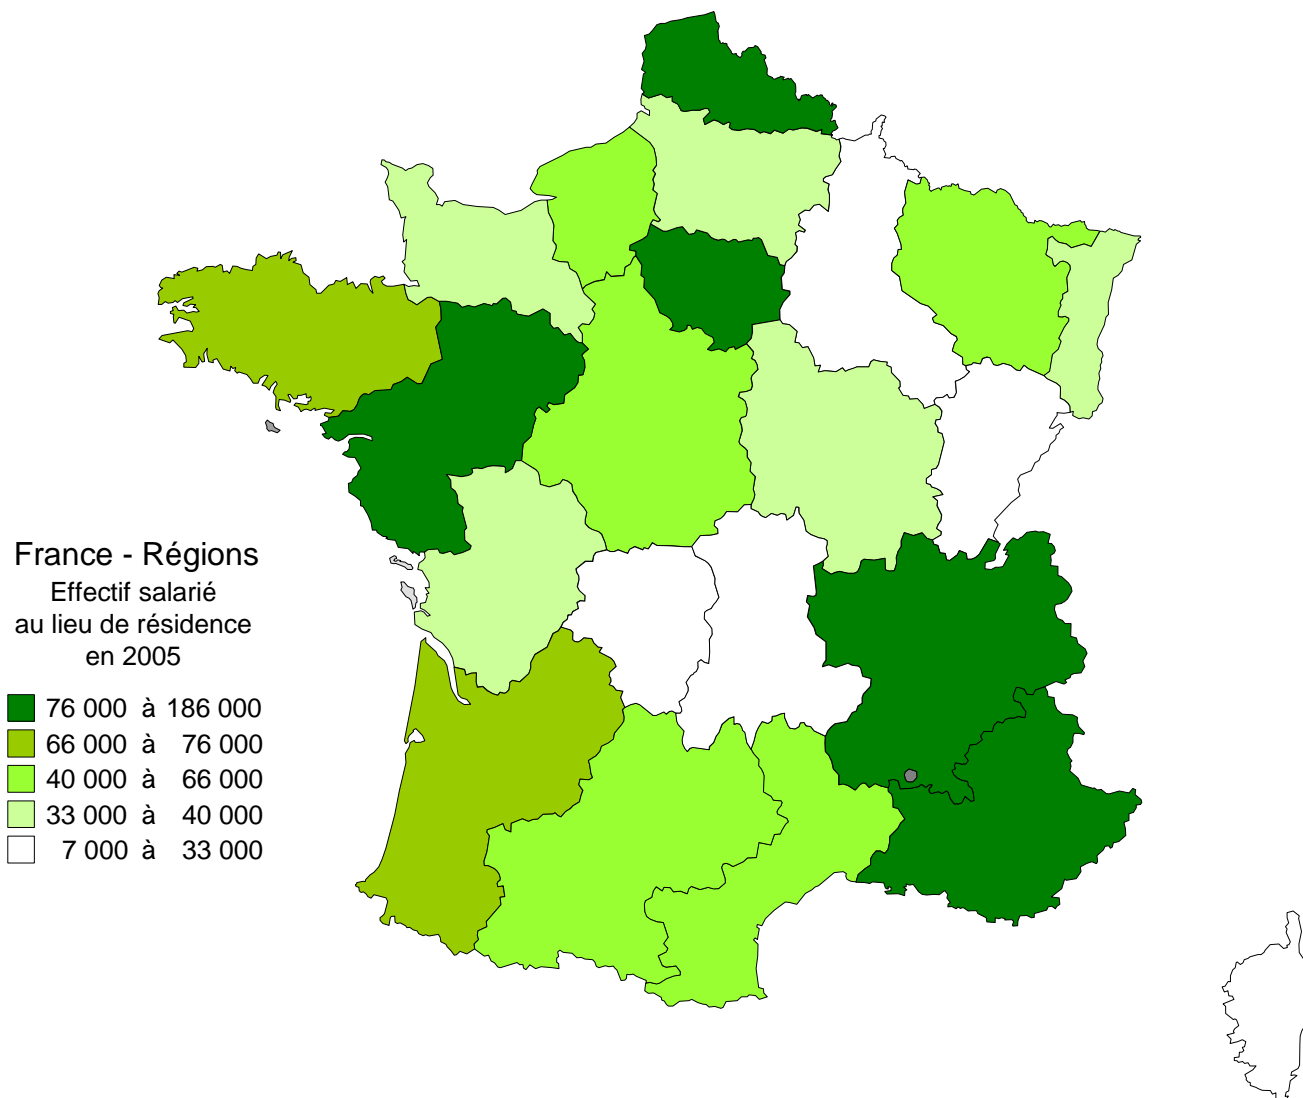 France - Régions
Effectif salarié
au lieu de résidence
en 2005
76 000 à 186 000
66 000 à 76 000
40 000 à 66 000
33 000 à 40 000
7 000 à 33 000